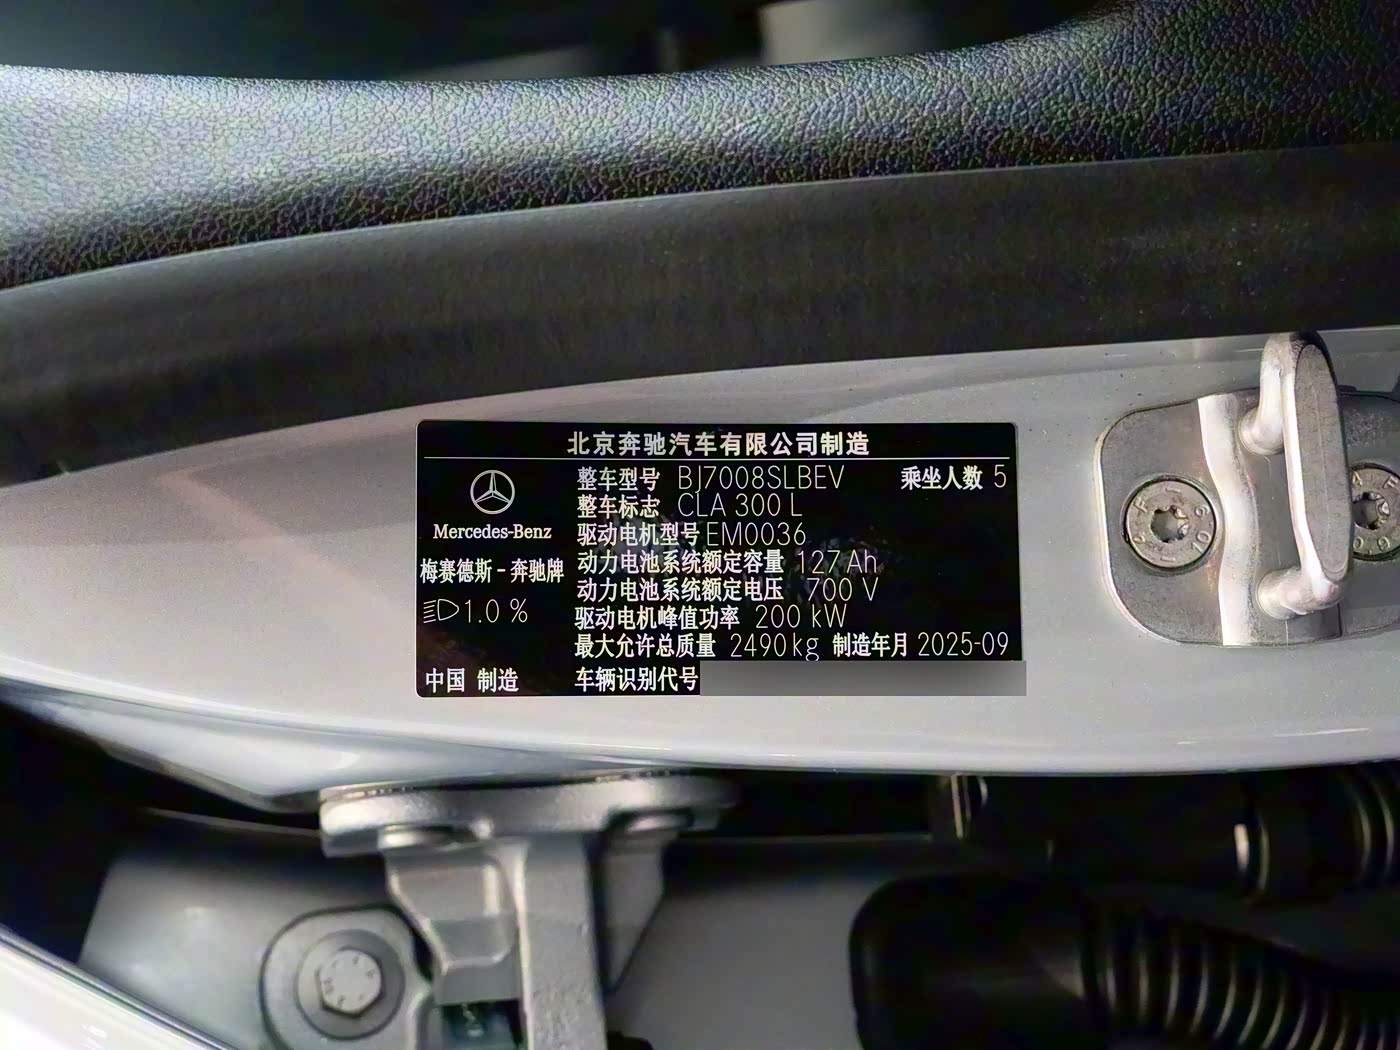 北京奔驰汽车有限公司制造
整车型号 BJ7008SLBEV 乘坐人数 5
整车标志 CLA 300 L
Mercedes-Benz
驱动电机型号 EM0036
动力电池系统额定容量 127 Ah
梅赛德斯-奔驰牌
动力电池系统额定电压 700 V
1.0 %
驱动电机峰值功率 200 kW
最大允许总质量 2490 kg 制造年月 2025-09
中国 制造 车辆识别代号